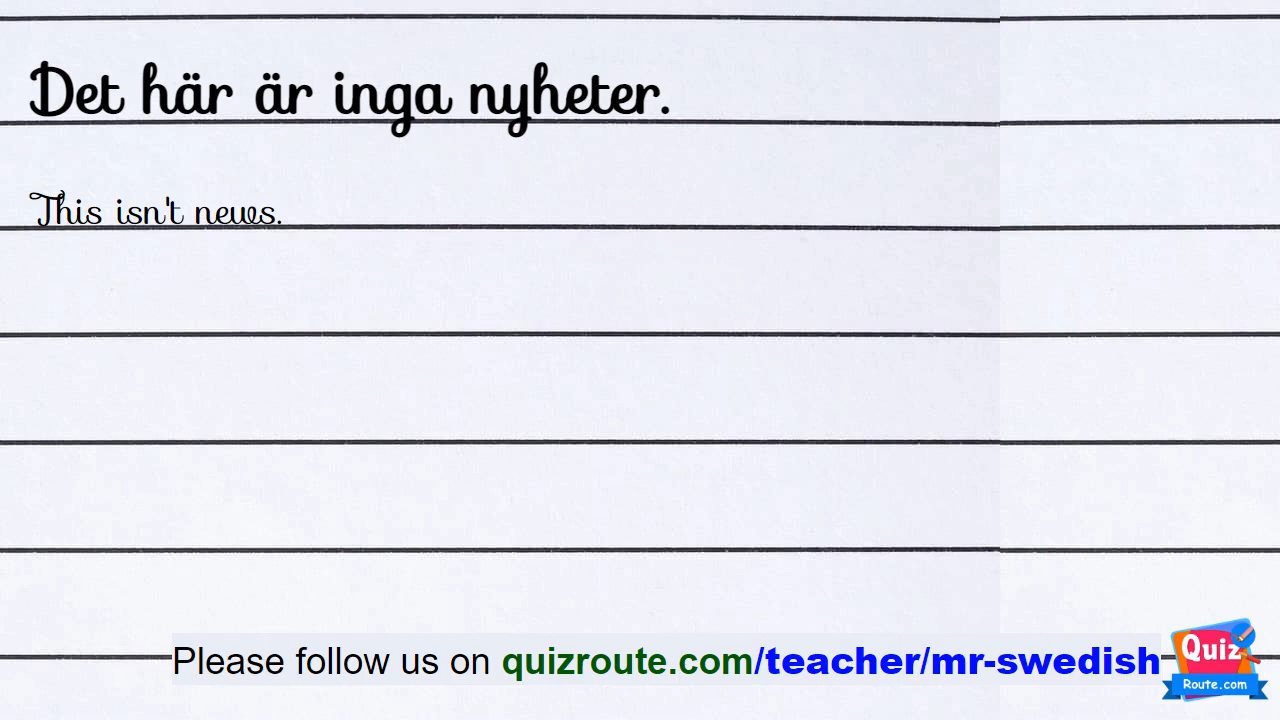 Det här är inga nyheter.
This isn't news.
Please follow us on quizroute.com/teacher/mr-swedish
Quiz
Route.com